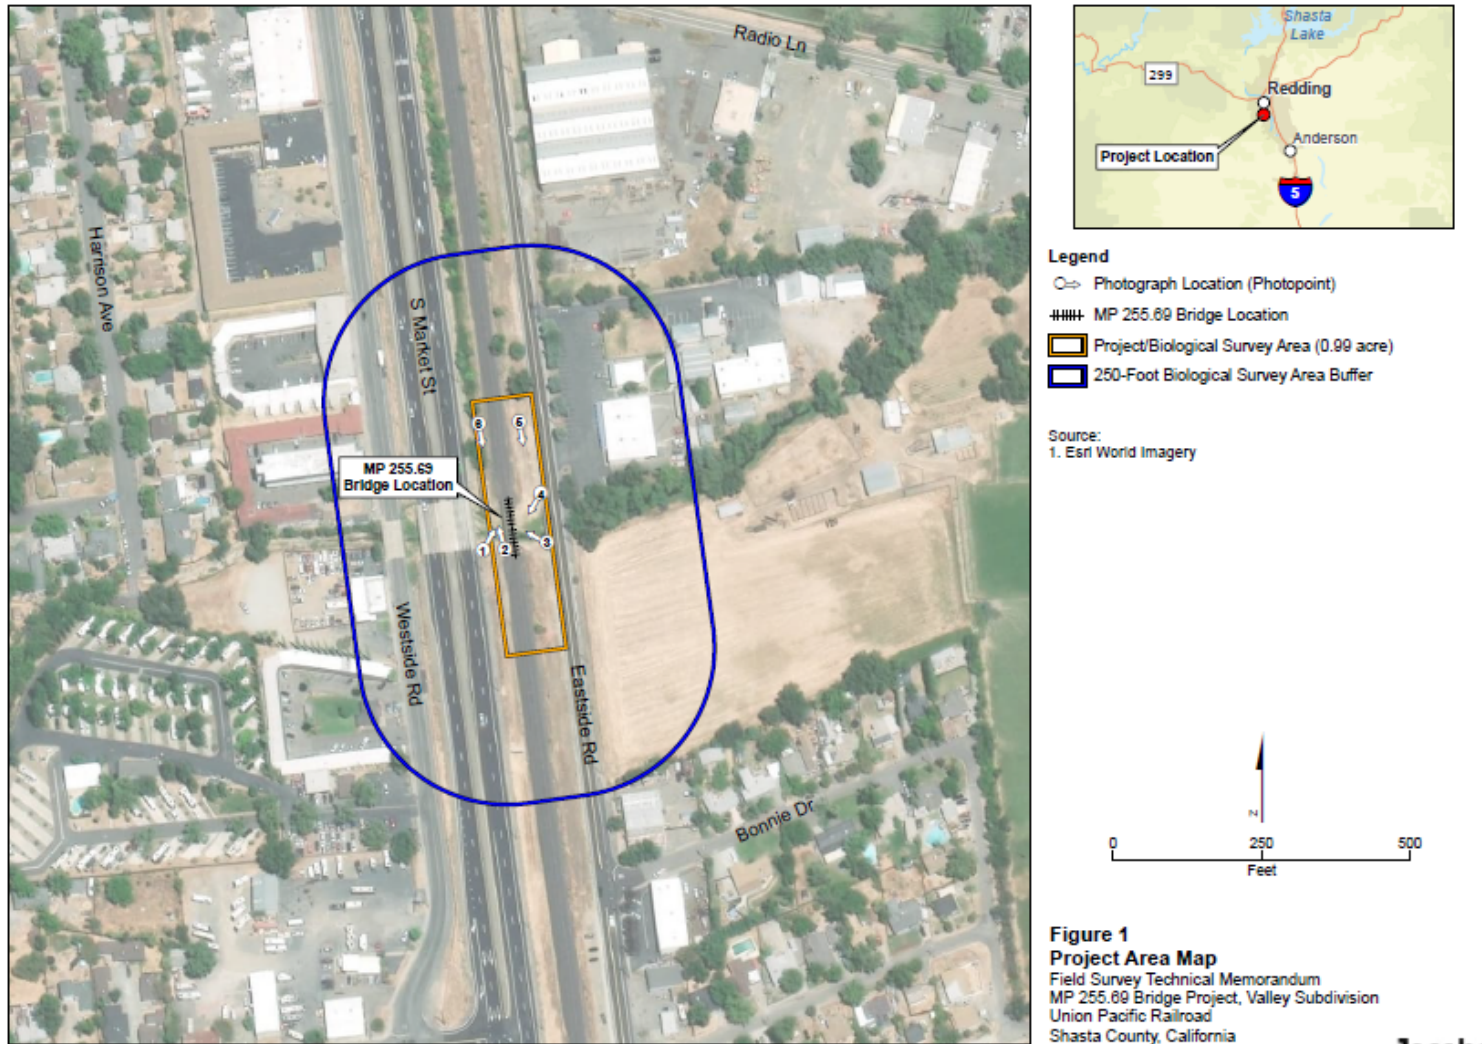 Radio Ln
Harrison Ave
S Market St
6
5
MP 255.69
Bridge Location
4
1
2
3
Westside Rd
Eastside Rd
Bonnie Dr
Shasta
Lake
299
Redding
Project Location
Anderson
5
Legend
Photograph Location (Photopoint)
MP 255.69 Bridge Location
Project/Biological Survey Area (0.99 acre)
250-Foot Biological Survey Area Buffer
Source:
1. Esri World Imagery
N
0 250 500
Feet
Figure 1
Project Area Map
Field Survey Technical Memorandum
MP 255.69 Bridge Project, Valley Subdivision
Union Pacific Railroad
Shasta County, California